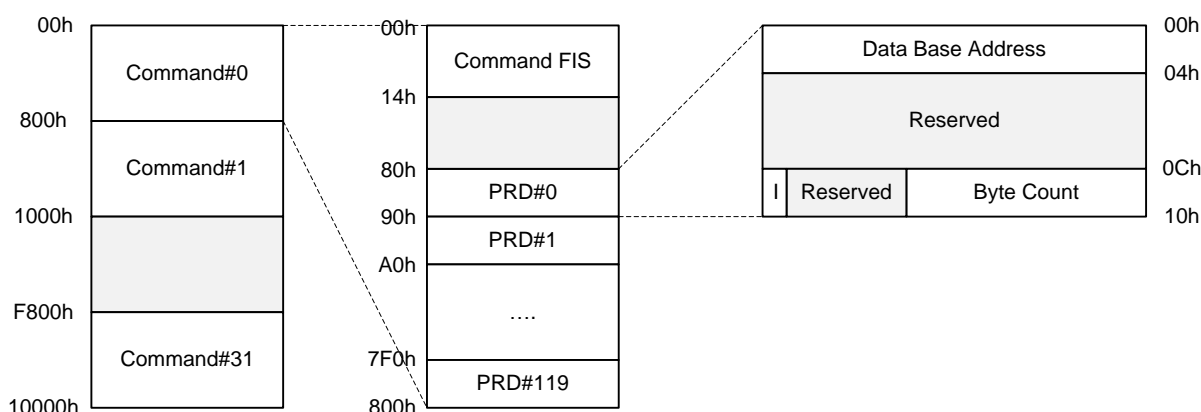 00h
Command#0
800h
Command#1
1000h
F800h
Command#31
10000h
00h
Command FIS
14h
80h
PRD#0
90h
PRD#1
A0h
....
7F0h
PRD#119
800h
Data Base Address
00h
04h
Reserved
0Ch
I Reserved Byte Count
10h